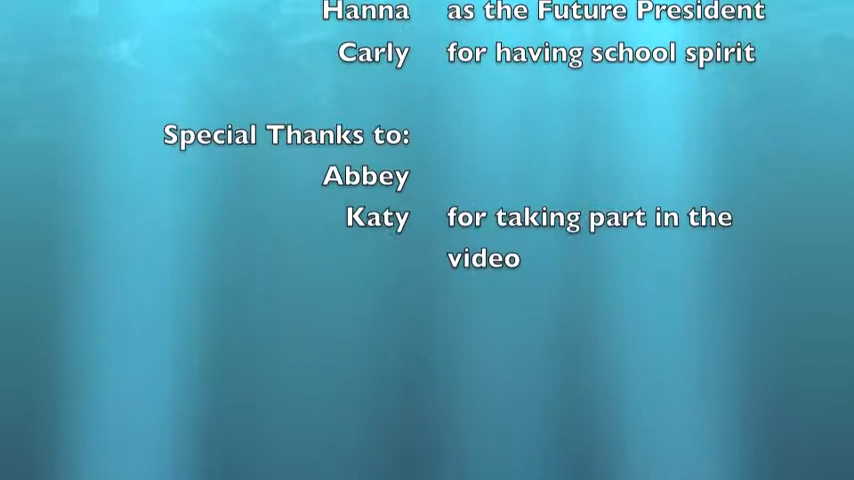 Hanna as the Future President
Carly for having school spirit
Special Thanks to:
Abbey
Katy for taking part in the
video